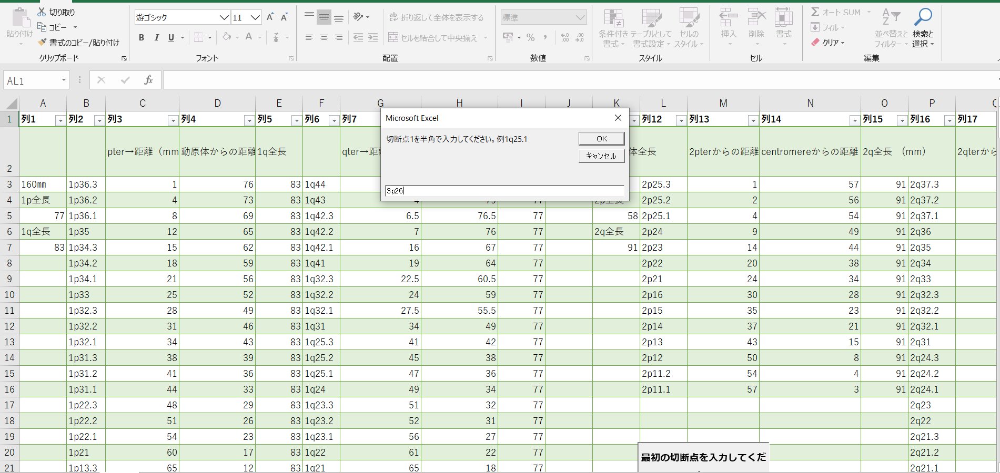 切り取り
コピー
書式のコピー/貼り付け
貼り付け
クリップボード
游ゴシック 11
B I U
フォント
折り返して全体を表示する
セルを結合して中央揃え
配置
標準
%
数値
条件付き
書式
テーブルとして
書式設定
セルの
スタイル
スタイル
挿入 削除 書式
セル
オート SUM
フィル
クリア
並べ替えと
フィルター
検索と
選択
編集
AL1 fx
A B C D E F G H I J K L M N O P
1 列1 列2 列3 列4 列5 列6 列7 列12 列13 列14 列15 列16 列17
2 pter→距離（mm 動原体からの距離 1q全長 qter→距 体全長 2pterからの距離 centromereからの距離 2q全長 （mm） 2qterから
3 160㎜ 1p36.3 1 76 83 1q44 2p25.3 1 57 91 2q37.3
4 1p全長 1p36.2 4 73 83 1q43 4 79 77 2p全長 2p25.2 2 56 91 2q37.2
5 77 1p36.1 8 69 83 1q42.3 6.5 76.5 77 58 2p25.1 4 54 91 2q37.1
6 1q全長 1p35 12 65 83 1q42.2 7 76 77 2q全長 2p24 9 49 91 2q36
7 83 1p34.3 15 62 83 1q42.1 16 67 77 91 2p23 14 44 91 2q35
8 1p34.2 18 59 83 1q41 19 64 77 2p22 20 38 91 2q34
9 1p34.1 21 56 83 1q32.3 22.5 60.5 77 2p21 24 34 91 2q33
10 1p33 25 52 83 1q32.2 24 59 77 2p16 30 28 91 2q32.3
11 1p32.3 28 49 83 1q32.1 27.5 55.5 77 2p15 35 23 91 2q32.2
12 1p32.2 31 46 83 1q31 34 49 77 2p14 37 21 91 2q32.1
13 1p32.1 34 43 83 1q25.3 41 42 77 2p13 43 15 91 2q31
14 1p31.3 38 39 83 1q25.2 45 38 77 2p12 50 8 91 2q24.3
15 1p31.2 41 36 83 1q25.1 47 36 77 2p11.2 54 4 91 2q24.2
16 1p31.1 44 33 83 1q24 49 34 77 2p11.1 57 3 91 2q24.1
17 1p22.3 48 29 83 1q23.3 51 32 77 2q23
18 1p22.2 51 26 83 1q23.2 52 31 77 2q22
19 1p22.1 54 23 83 1q23.1 56 27 77 2q21.3
20 1p21 60 17 83 1q22 61 22 77 2q21.2
21 1p13.3 65 12 83 1q21 65 18 77 2q21.1
最初の切断点を入力してくだ
Microsoft Excel
切断点1を半角で入力してください。例1q25.1
OK
キャンセル
3p26